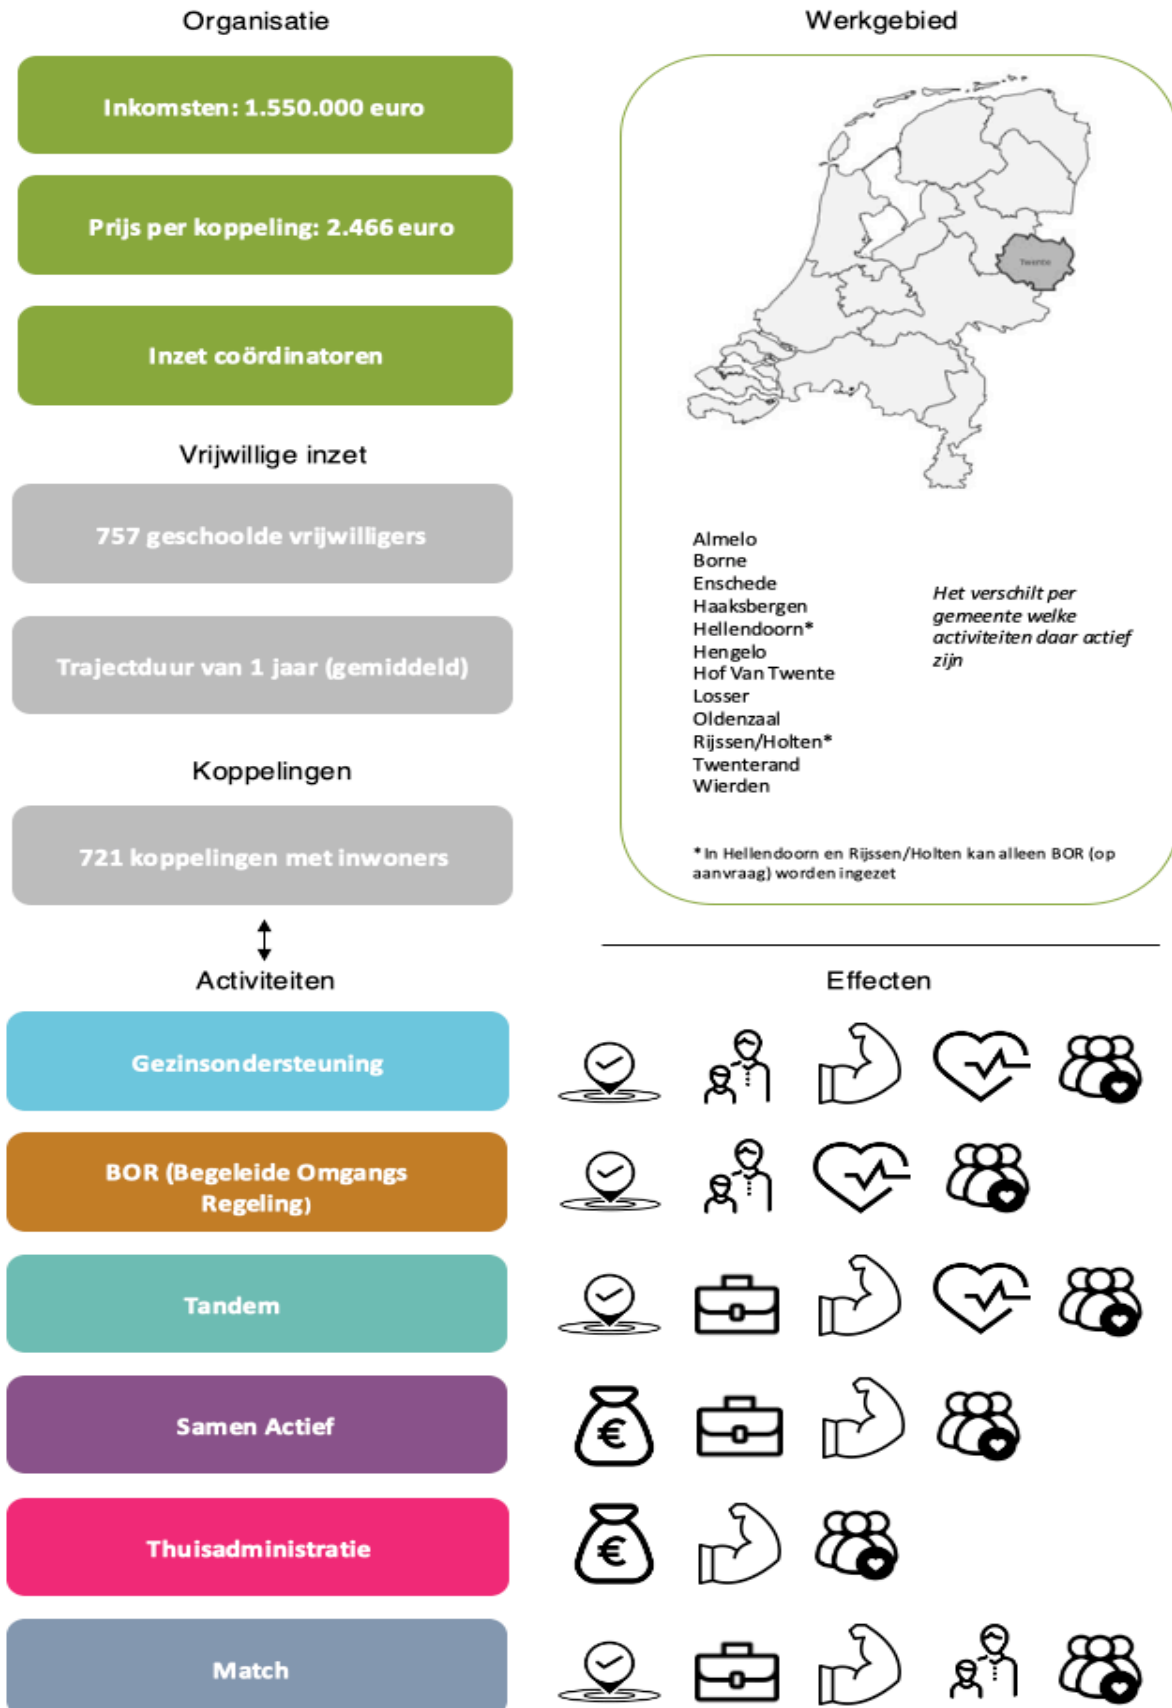 Organisatie
Inkomsten: 1.550.000 euro
Prijs per koppeling: 2.466 euro
Inzet coördinatoren
Vrijwillige inzet
757 geschoolde vrijwilligers
Trajectduur van 1 jaar (gemiddeld)
Koppelingen
721 koppelingen met inwoners
Werkgebied
Twente
Almelo
Borne
Enschede
Haaksbergen
Hellendoorn*
Hengelo
Hof Van Twente
Losser
Oldenzaal
Rijssen/Holten*
Twenterand
Wierden
Het verschilt per
gemeente welke
activiteiten daar actief
zijn
*In Hellendoorn en Rijssen/Holten kan alleen BOR (op
aanvraag) worden ingezet
Activiteiten
Effecten
Gezinsondersteuning
BOR (Begeleide Omgangs
Regeling)
Tandem
Samen Actief
€
Thuisadministratie
€
Match